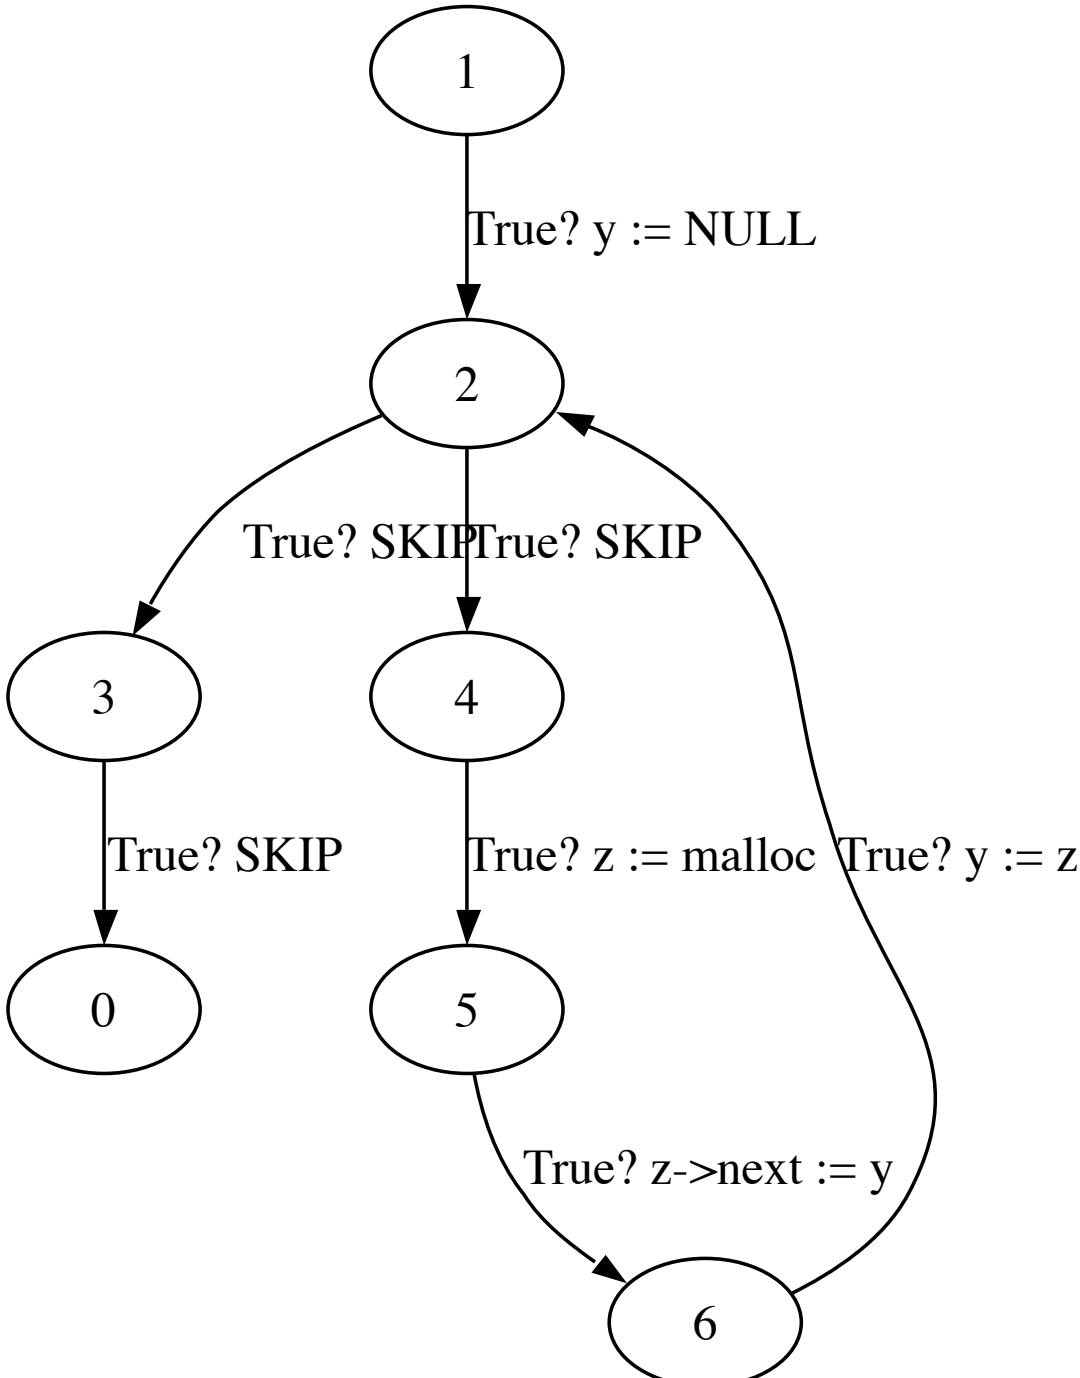 1
True? y := NULL
2
True? SKIP
True? SKIP
3
4
True? SKIP
True? z := malloc
True? y := z
0
5
True? z->next := y
6